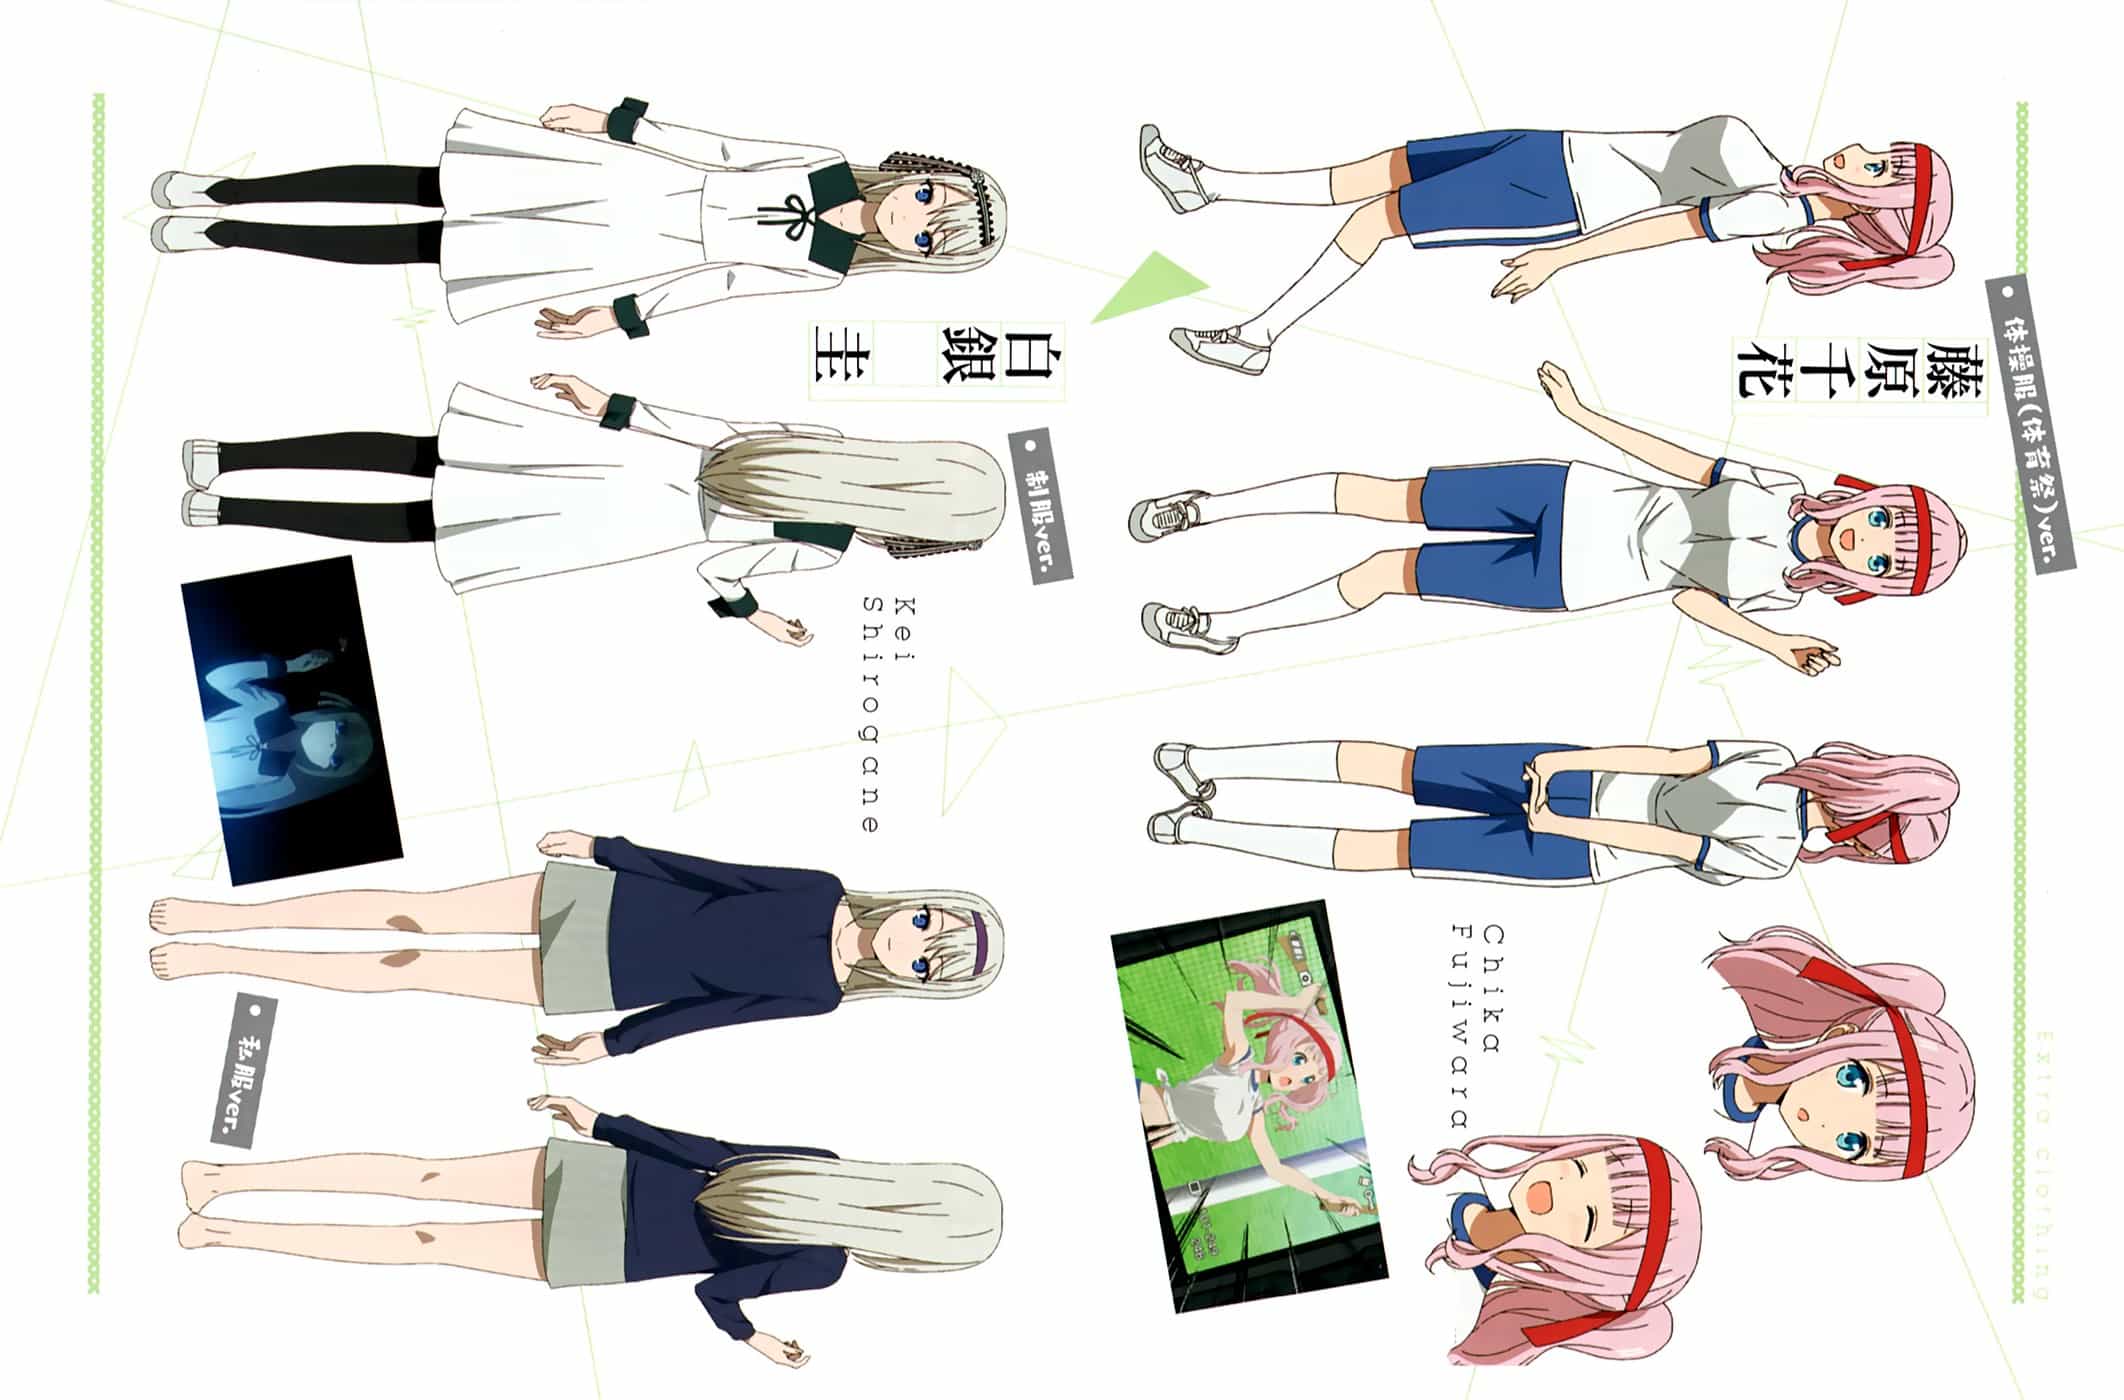 Extra clothing
● 体操服(体育祭)ver.
藤原千花
Chika
Fujiwara
白銀 圭
● 制服ver.
Kei
Shirogane
● 私服ver.